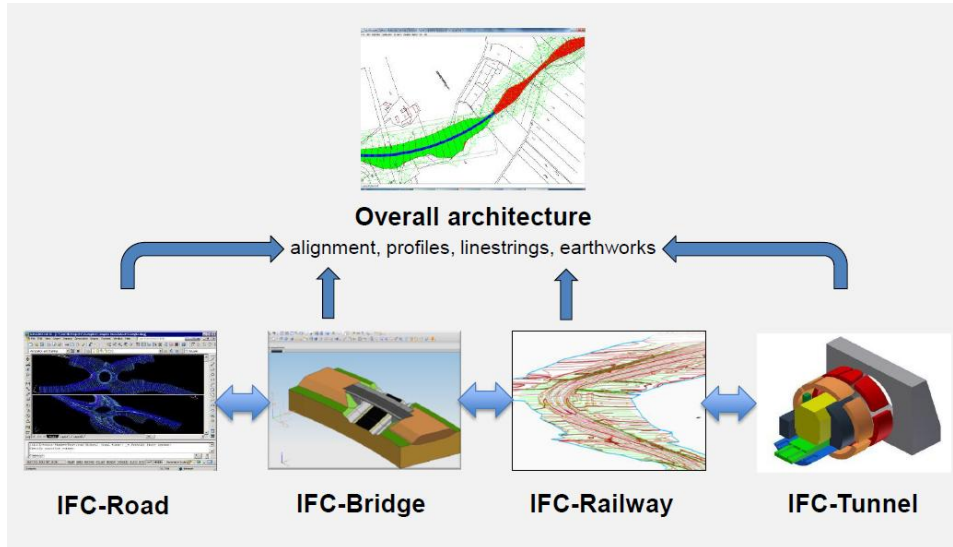 Overall architecture
alignment, profiles, linestrings, earthworks
IFC-Road
IFC-Bridge
IFC-Railway
IFC-Tunnel